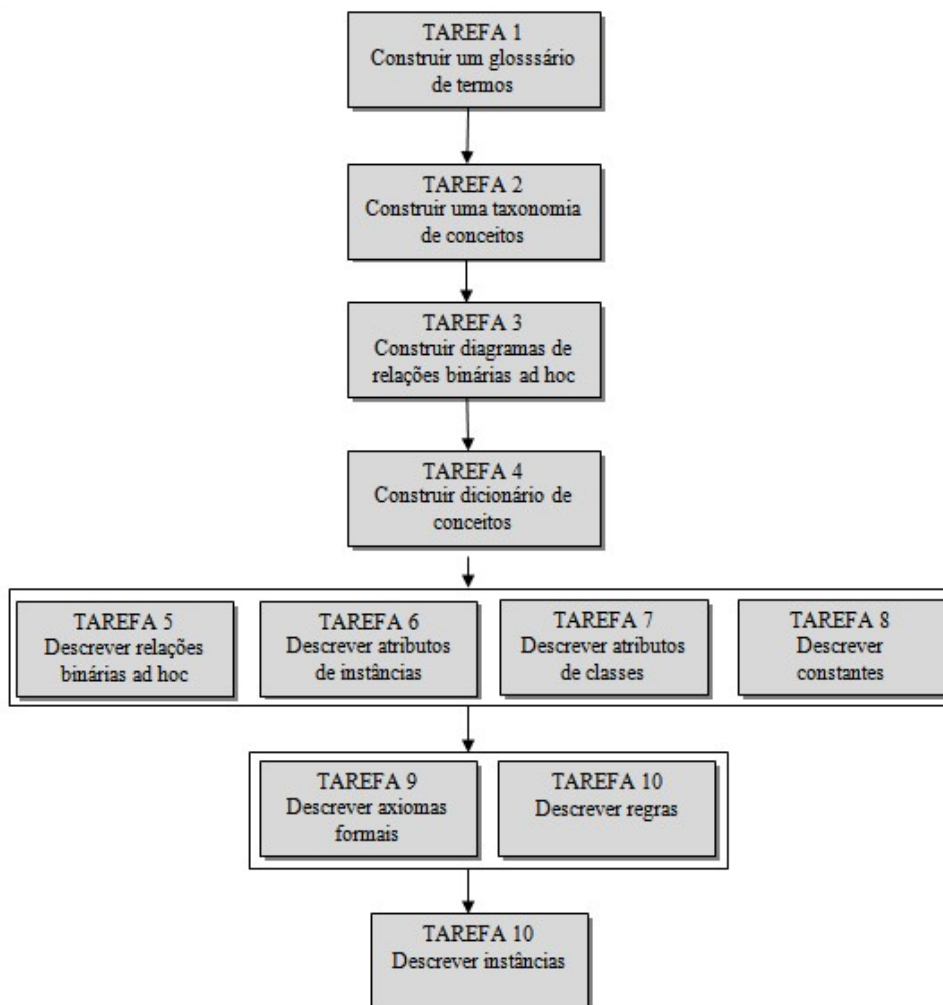 TAREFA 1
Construir um glosssário
de termos
TAREFA 2
Construir uma taxonomia
de conceitos
TAREFA 3
Construir diagramas de
relações binárias ad hoc
TAREFA 4
Construir dicionário de
conceitos
TAREFA 5
Descrever relações
binárias ad hoc
TAREFA 6
Descrever atributos
de instâncias
TAREFA 7
Descrever atributos
de classes
TAREFA 8
Descrever
constantes
TAREFA 9
Descrever axiomas
formais
TAREFA 10
Descrever regras
TAREFA 10
Descrever instâncias